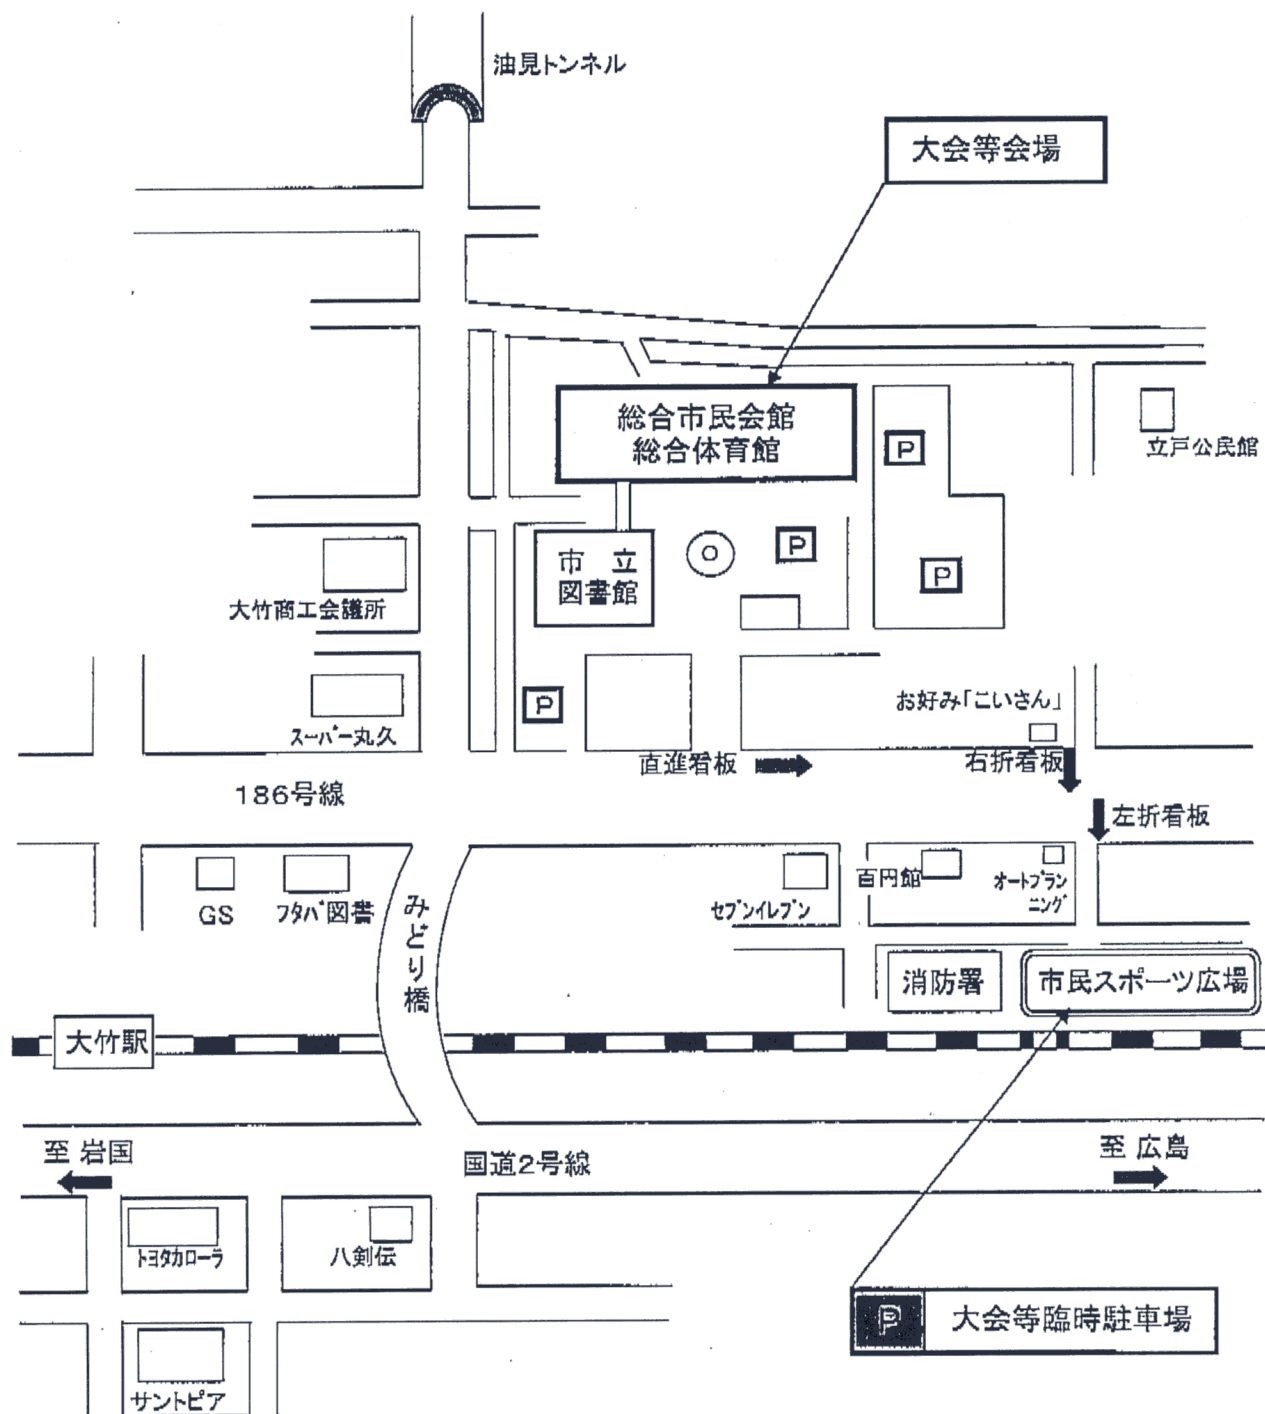 油見トンネル
大会等会場
総合市民会館
総合体育館
P
立戸公民館
市 立
図書館
P
P
大竹商工会議所
P
お好み「こいさん」
スーパー丸久
直進看板
右折看板
186号線
左折看板
GS
フタバ図書
みどり橋
セブンイレブン
百円館
オートプラン
ニング
消防署
市民スポーツ広場
大竹駅
至 岩国
国道2号線
至 広島
トヨタカローラ
八剣伝
P
大会等臨時駐車場
サントピア